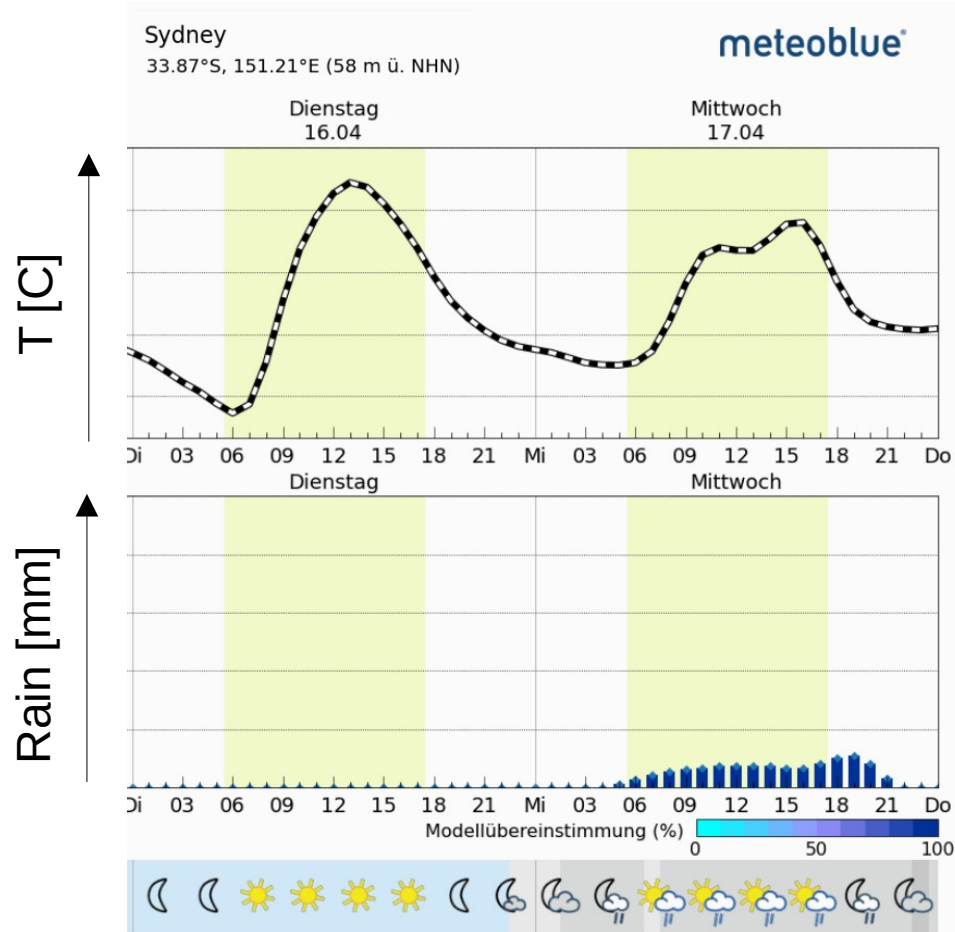 Sydney
meteoblue®
33.87°S, 151.21°E (58 m ü. NHN)
Dienstag
16.04
Mittwoch
17.04
T [C]
Di 03 06 09 12 15 18 21 Mi 03 06 09 12 15 18 21 Do
Dienstag Mittwoch
Rain [mm]
Di 03 06 09 12 15 18 21 Mi 03 06 09 12 15 18 21 Do
Modellübereinstimmung (%)
0 50 100